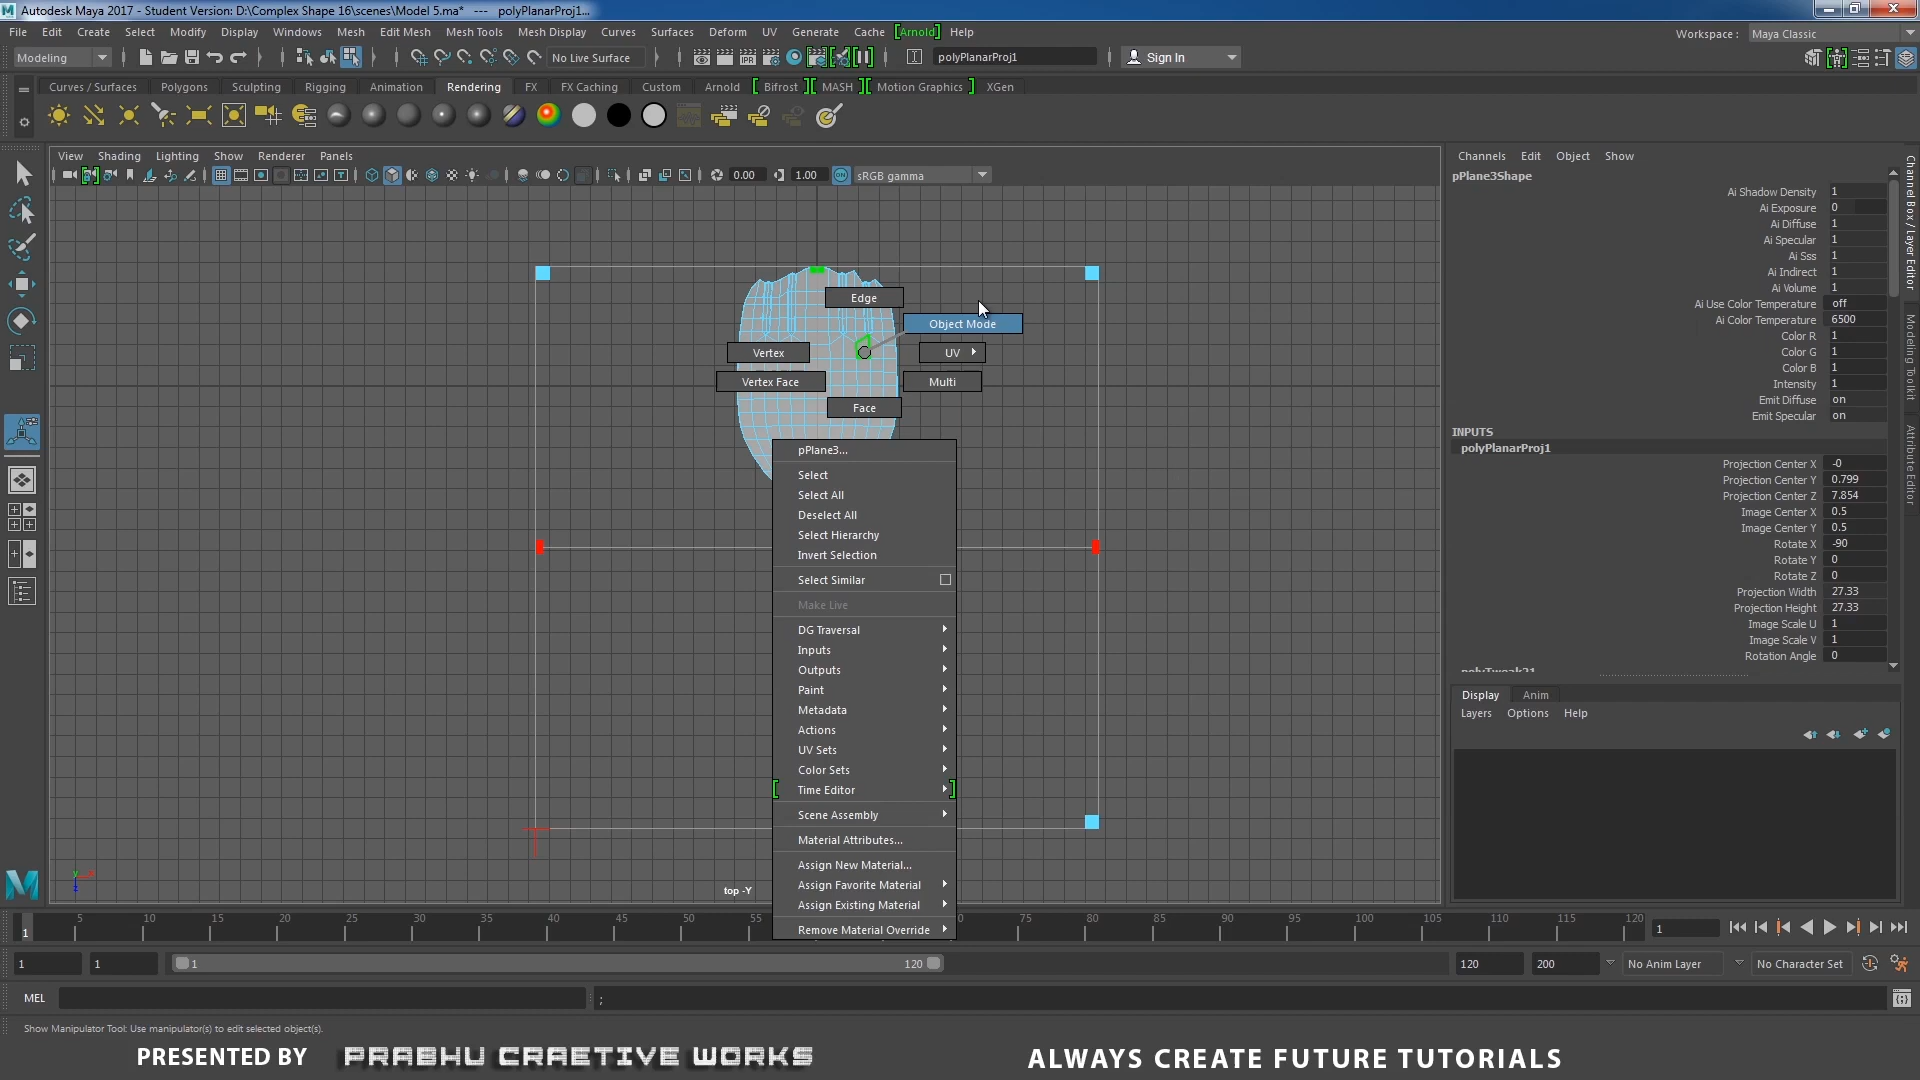 Autodesk Maya 2017 - Student Version: D:\Complex Shape 16\scenes\Model 5.ma* --- polyPlanarProj1...
File Edit Create Select Modify Display Windows Mesh Edit Mesh Mesh Tools Mesh Display Curves Surfaces Deform UV Generate Cache [Arnold] Help
Workspace : Maya Classic
Modeling No Live Surface polyPlanarProj1 Sign In
Curves / Surfaces Polygons Sculpting Rigging Animation Rendering FX FX Caching Custom Arnold Bifrost MASH Motion Graphics XGen
View Shading Lighting Show Renderer Panels
0.00 1.00 sRGB gamma
Channels Edit Object Show
pPlane3Shape
Ai Shadow Density 1
Ai Exposure 0
Ai Diffuse 1
Ai Specular 1
Ai Sss 1
Ai Indirect 1
Ai Volume 1
Ai Use Color Temperature off
Ai Color Temperature 6500
Color R 1
Color G 1
Color B 1
Intensity 1
Emit Diffuse on
Emit Specular on
INPUTS
polyPlanarProj1
Projection Center X -0
Projection Center Y 0.799
Projection Center Z 7.854
Image Center X 0.5
Image Center Y 0.5
Rotate X -90
Rotate Y 0
Rotate Z 0
Projection Width 27.33
Projection Height 27.33
Image Scale U 1
Image Scale V 1
Rotation Angle 0
polyTweak21
Channel Box / Layer Editor
Modeling Toolkit
Attribute Editor
Edge
Object Mode
Vertex
UV
Vertex Face
Multi
Face
pPlane3...
Select
Select All
Deselect All
Select Hierarchy
Invert Selection
Select Similar
Make Live
DG Traversal
Inputs
Outputs
Paint
Metadata
Actions
UV Sets
Color Sets
Time Editor
Scene Assembly
Material Attributes...
Assign New Material...
Assign Favorite Material
Assign Existing Material
Remove Material Override
top -Y
Display Anim
Layers Options Help
5 10 15 20 25 30 35 40 45 50 55 75 80 85 90 95 100 105 110 115 120
1
1
1 1 1 120 120 200 No Anim Layer No Character Set
MEL ;
Show Manipulator Tool: Use manipulator(s) to edit selected object(s).
PRESENTED BY PRABHU CRAETIVE WORKS ALWAYS CREATE FUTURE TUTORIALS